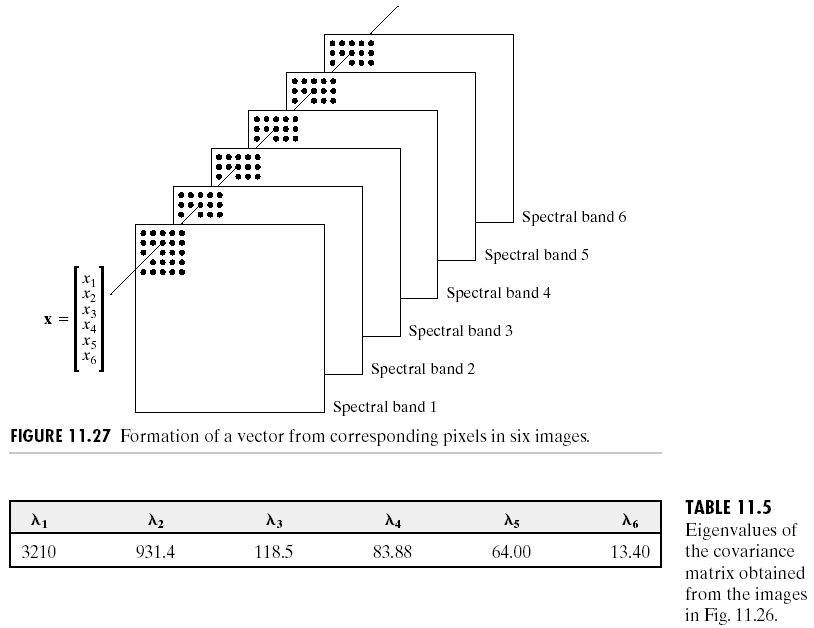 Spectral band 6
Spectral band 5
Spectral band 4
Spectral band 3
Spectral band 2
Spectral band 1
x =
x1
x2
x3
x4
x5
x6
FIGURE 11.27 Formation of a vector from corresponding pixels in six images.
λ1 λ2 λ3 λ4 λ5 λ6
3210 931.4 118.5 83.88 64.00 13.40
TABLE 11.5
Eigenvalues of
the covariance
matrix obtained
from the images
in Fig. 11.26.